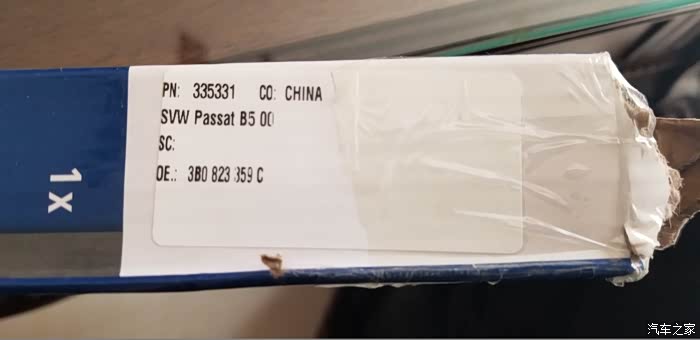 PN: 335331 CO: CHINA
SVW Passat B5 00
SC:
OE.: 3B0 823 359 C
1x
汽车之家